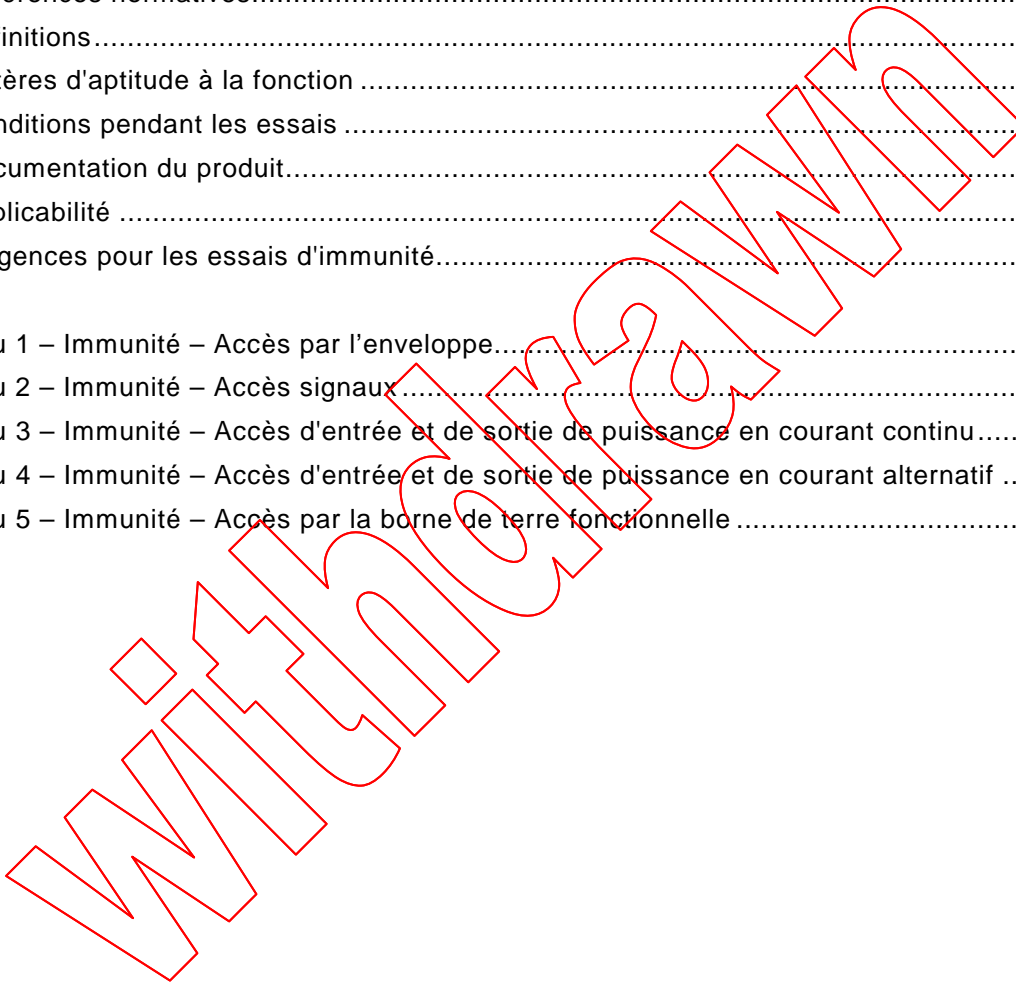 érences normatives
initions
tères d'aptitude à la fonction
nditions pendant les essais
cumentation du produit
plicabilité
gences pour les essais d'immunité
u 1 – Immunité – Accès par l’enveloppe
u 2 – Immunité – Accès signaux
u 3 – Immunité – Accès d'entrée et de sortie de puissance en courant continu
u 4 – Immunité – Accès d'entrée et de sortie de puissance en courant alternatif
u 5 – Immunité – Accès par la borne de terre fonctionnelle
withdrawn